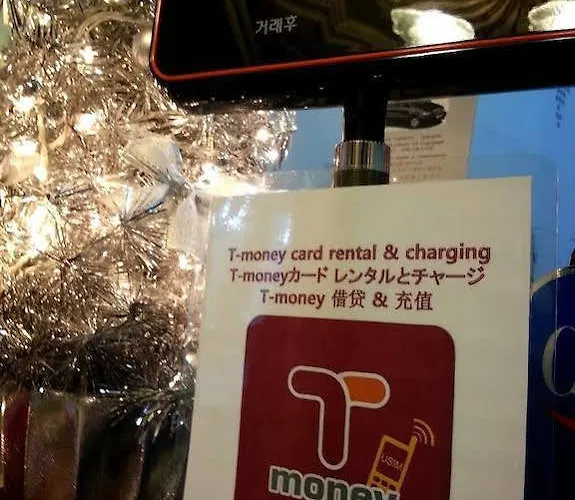 거래후
T-money card rental & charging
T-moneyカード レンタルとチャージ
T-money 借贷 & 充值
T
USIM
money